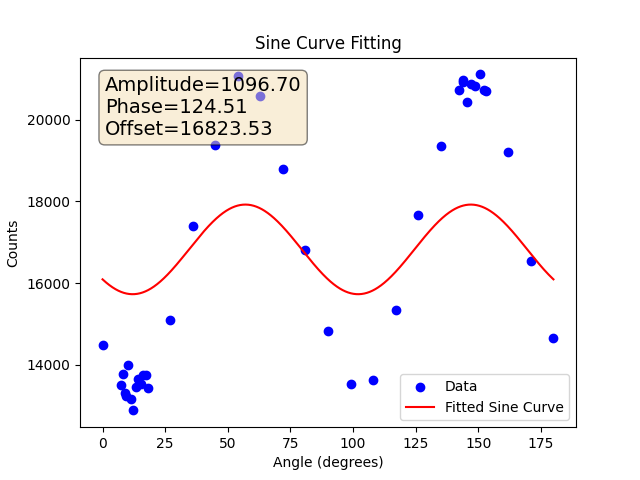 Sine Curve Fitting
Amplitude=1096.70
Phase=124.51
Offset=16823.53
20000
18000
16000
14000
Counts
Data
Fitted Sine Curve
0 25 50 75 100 125 150 175
Angle (degrees)